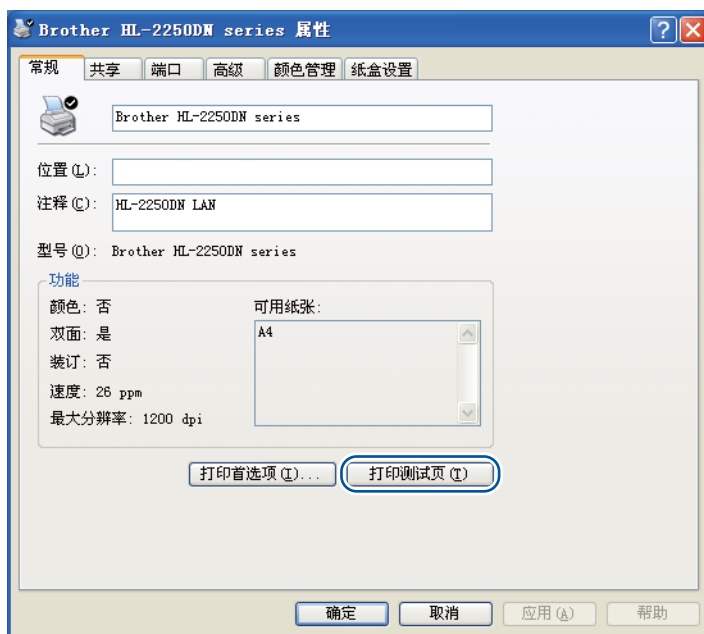 Brother HL-2250DN series 属性
常规 共享 端口 高级 颜色管理 纸盒设置
Brother HL-2250DN series
位置(L):
注释(C): HL-2250DN LAN
型号(O): Brother HL-2250DN series
功能
颜色: 否 可用纸张:
双面: 是 A4
装订: 否
速度: 26 ppm
最大分辨率: 1200 dpi
打印首选项(I)... 打印测试页(T)
确定 取消 应用(A) 帮助